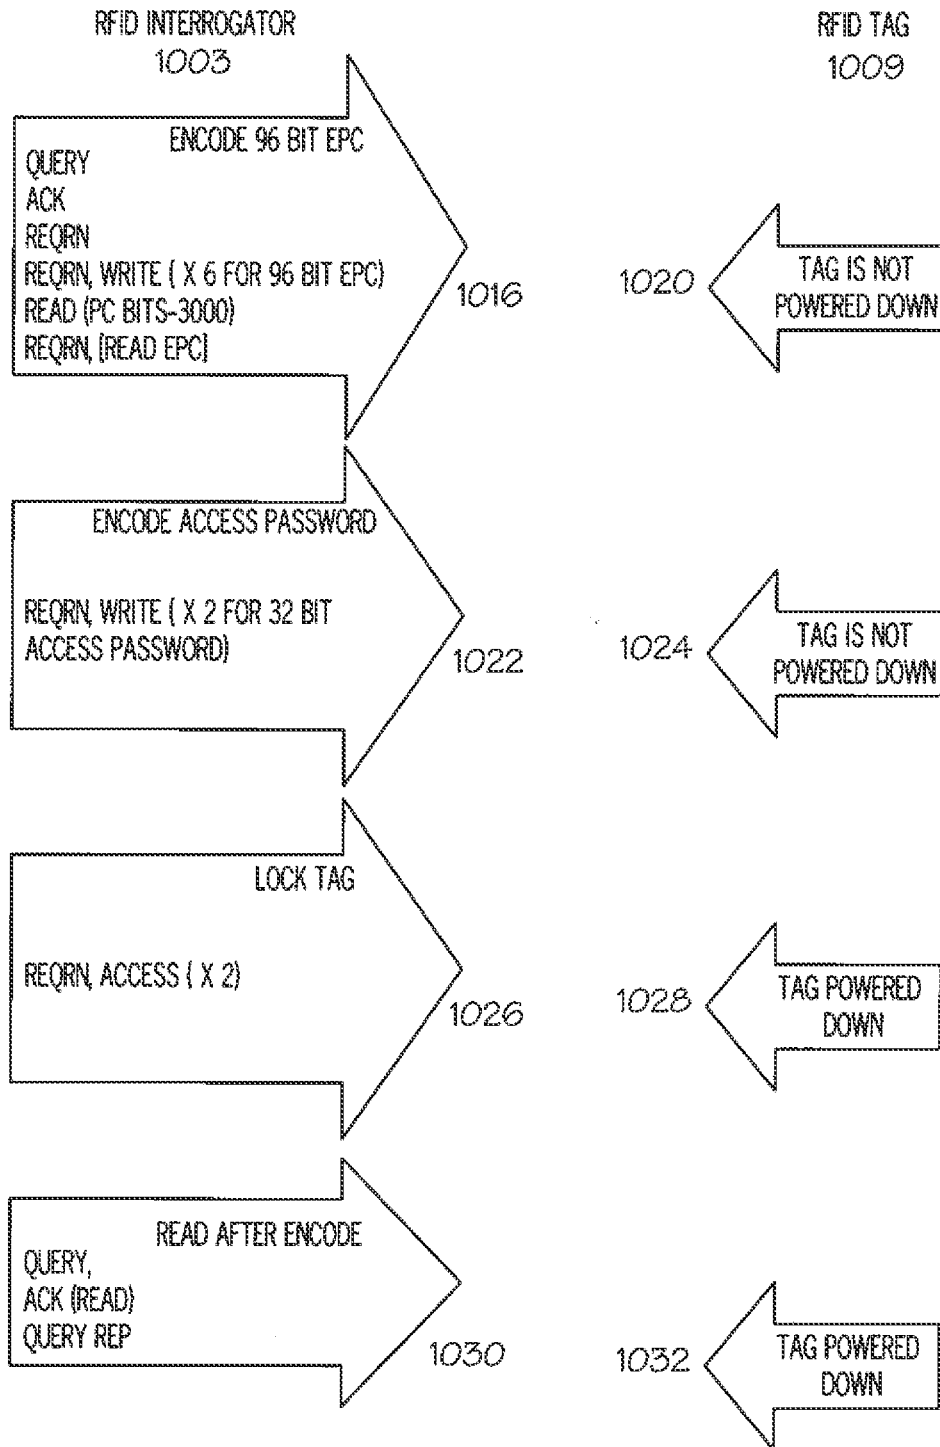 RFID INTERROGATOR
1003
RFID TAG
1009
ENCODE 96 BIT EPC
QUERY
ACK
REQRN
REQRN, WRITE ( X 6 FOR 96 BIT EPC)
READ (PC BITS-3000)
REQRN, [READ EPC]
1016
1020
TAG IS NOT
POWERED DOWN
ENCODE ACCESS PASSWORD
REQRN, WRITE ( X 2 FOR 32 BIT
ACCESS PASSWORD)
1022
1024
TAG IS NOT
POWERED DOWN
LOCK TAG
REQRN, ACCESS ( X 2)
1026
1028
TAG POWERED
DOWN
READ AFTER ENCODE
QUERY,
ACK (READ)
QUERY REP
1030
1032
TAG POWERED
DOWN